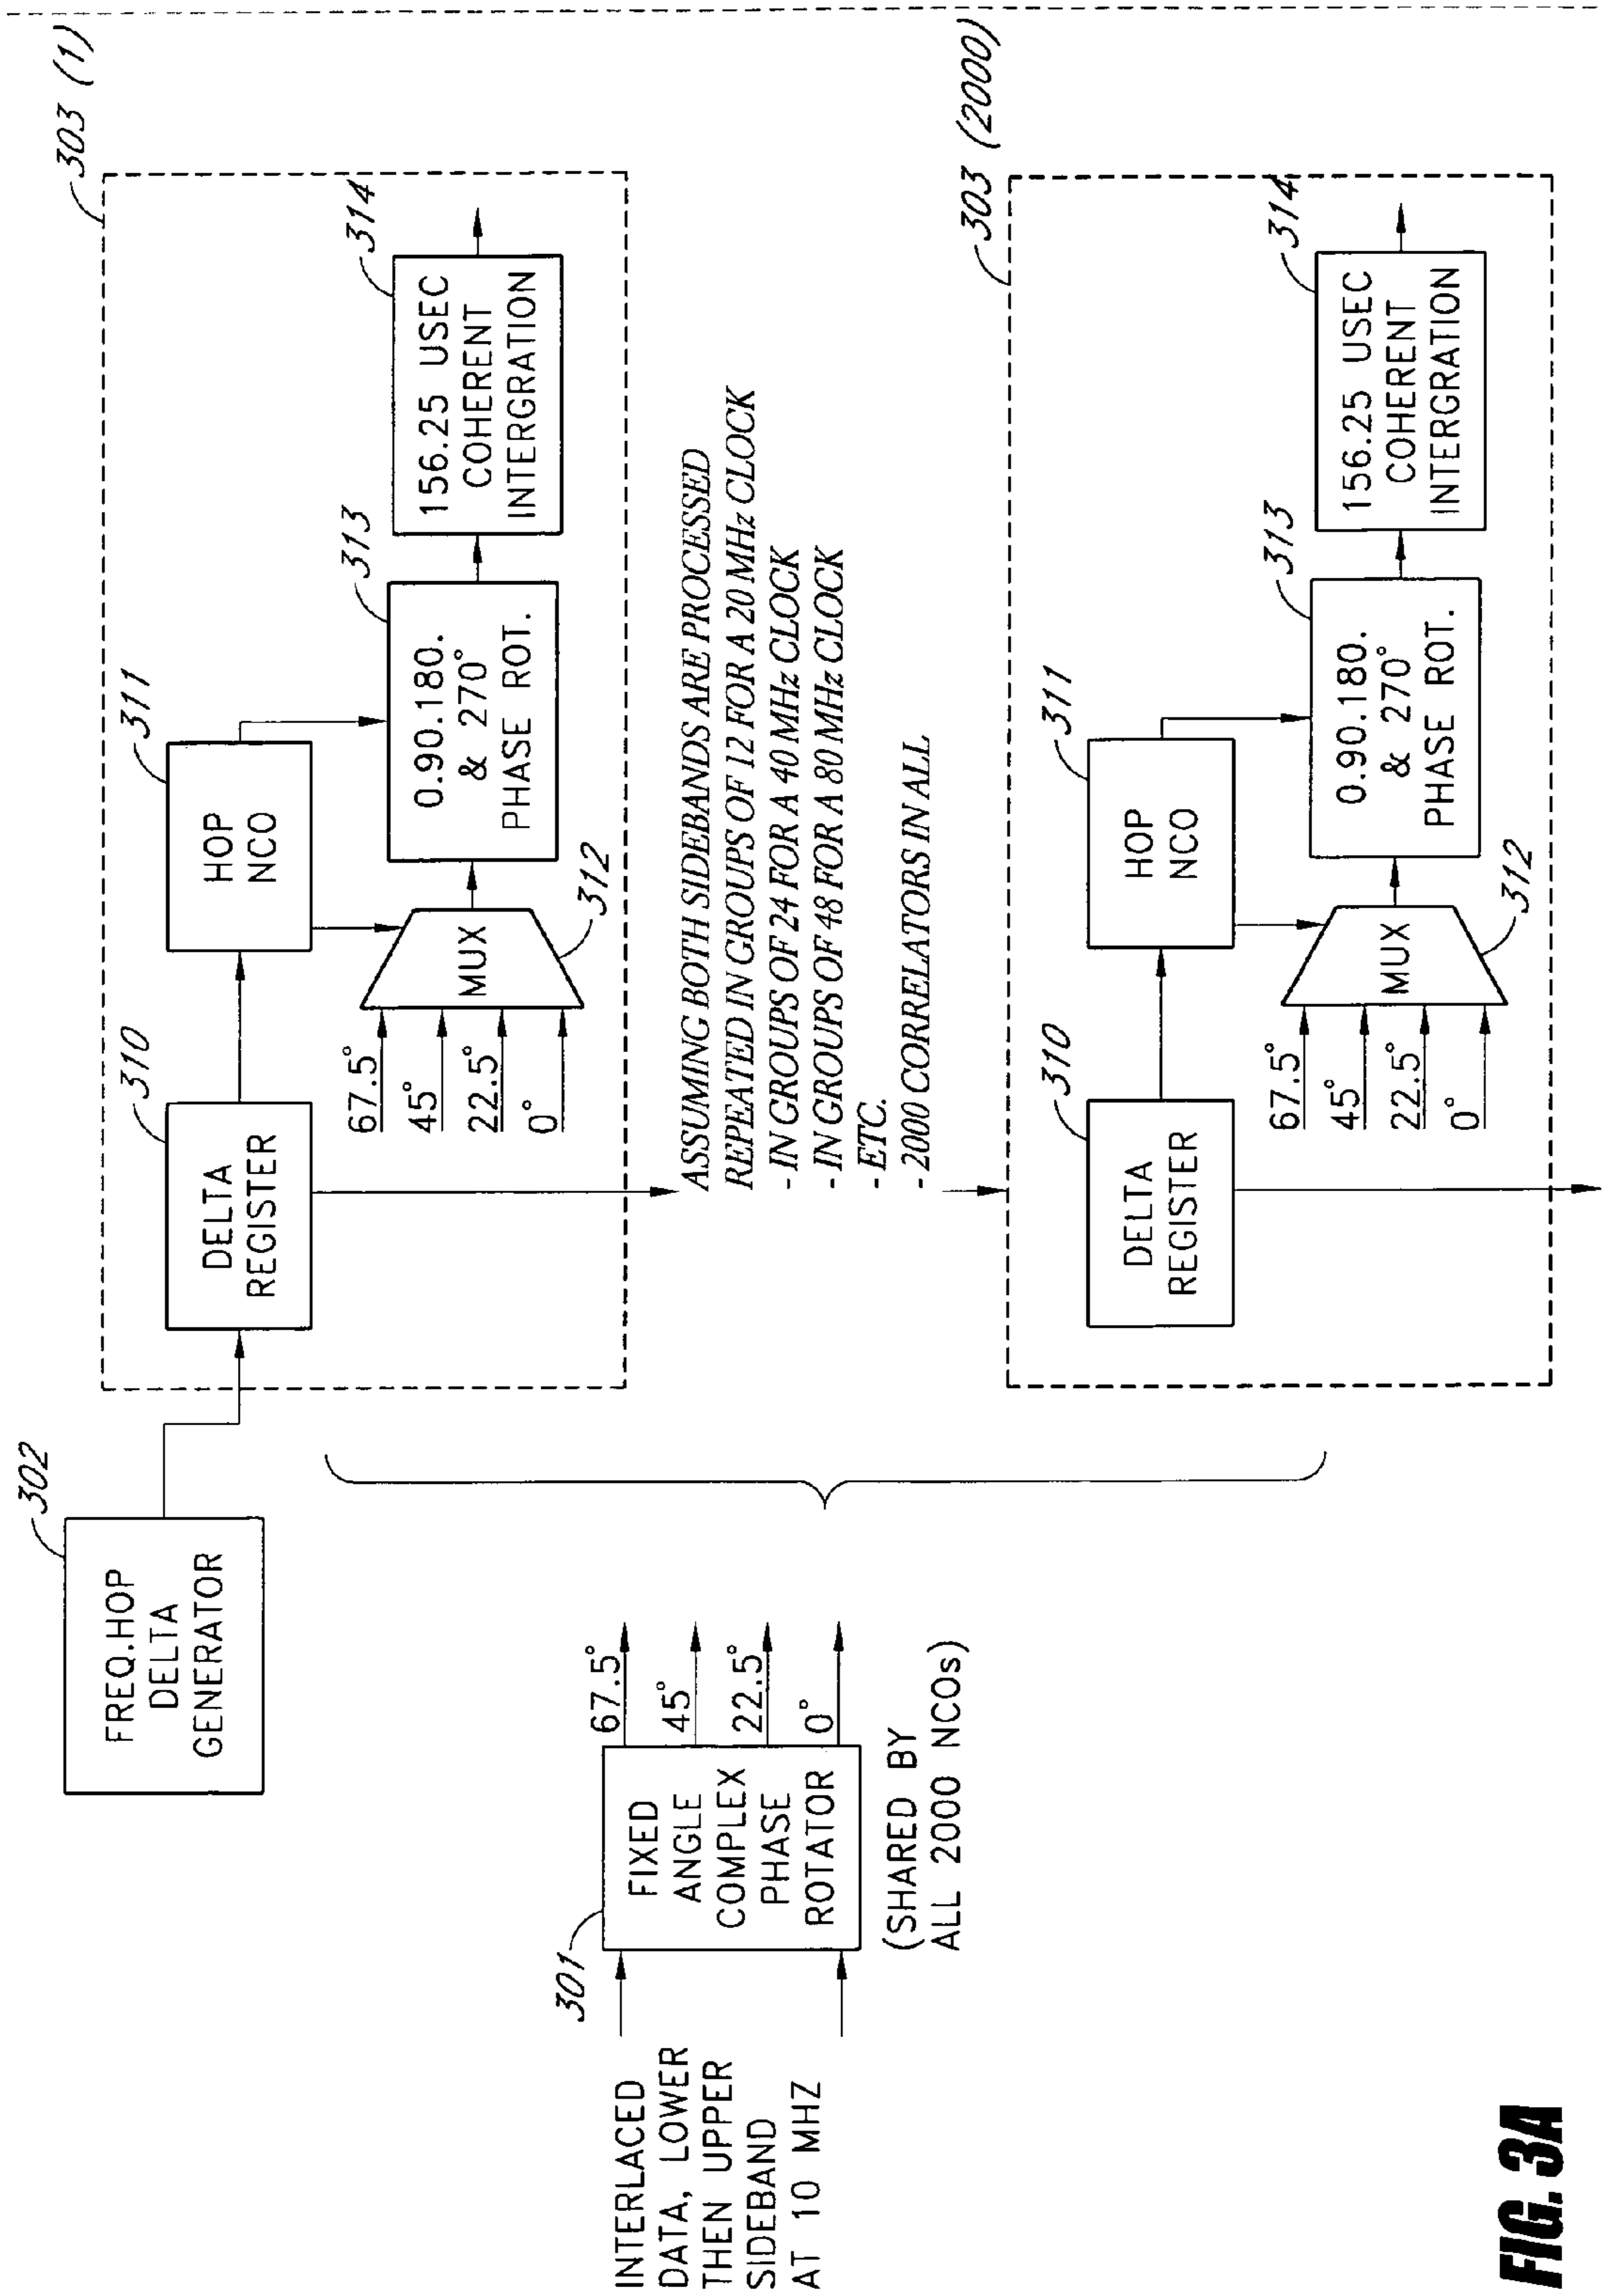 302
FREQ.HOP
DELTA
GENERATOR
303 (1)
310
DELTA
REGISTER
311
HOP
NCO
67.5°
45°
22.5°
0°
MUX
312
313
0.90.180.
& 270°
PHASE ROT.
314
156.25 USEC
COHERENT
INTERGRATION
INTERLACED
DATA, LOWER
THEN UPPER
SIDEBAND
AT 10 MHZ
301
FIXED
ANGLE
COMPLEX
PHASE
ROTATOR
67.5°
45°
22.5°
0°
(SHARED BY
ALL 2000 NCOs)
ASSUMING BOTH SIDEBANDS ARE PROCESSED
REPEATED IN GROUPS OF 12 FOR A 20 MHz CLOCK
- IN GROUPS OF 24 FOR A 40 MHz CLOCK
- IN GROUPS OF 48 FOR A 80 MHz CLOCK
- ETC.
- 2000 CORRELATORS IN ALL
303 (2000)
310
DELTA
REGISTER
311
HOP
NCO
67.5°
45°
22.5°
0°
MUX
312
313
0.90.180.
& 270°
PHASE ROT.
314
156.25 USEC
COHERENT
INTERGRATION
FIG. 3A